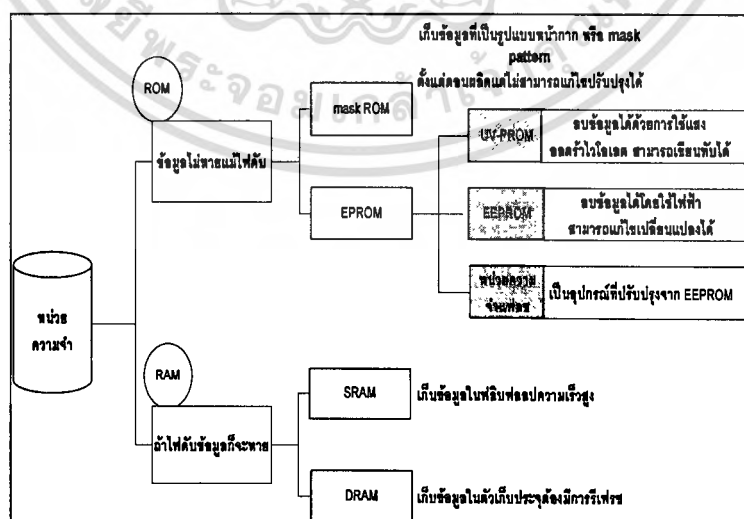 เก็บข้อมูลที่เป็นรูปแบบหน้ากาก หรือ mask
pattern
ตั้งแต่ตอนผลิตแต่ไม่สามารถแก้ไขปรับปรุงได้
ROM
mask ROM
ข้อมูลไม่หายแม้ไฟดับ
UV-PROM
ลบข้อมูลได้ด้วยการใช้แสง
อลตร้าไวโอเลต สามารถเขียนทับได้
EPROM
EEPROM
ลบข้อมูลได้โดยใช้ไฟฟ้า
สามารถแก้ไขเปลี่ยนแปลงได้
หน่วยความ
จำแฟลช
เป็นอุปกรณ์ที่ปรับปรุงจาก EEPROM
หน่วย
ความจำ
RAM
SRAM
เก็บข้อมูลในฟลิบฟลอปความเร็วสูง
ถ้าไฟดับข้อมูลก็จะหาย
DRAM
เก็บข้อมูลในตัวเก็บประจุต้องมีการรีเฟรช